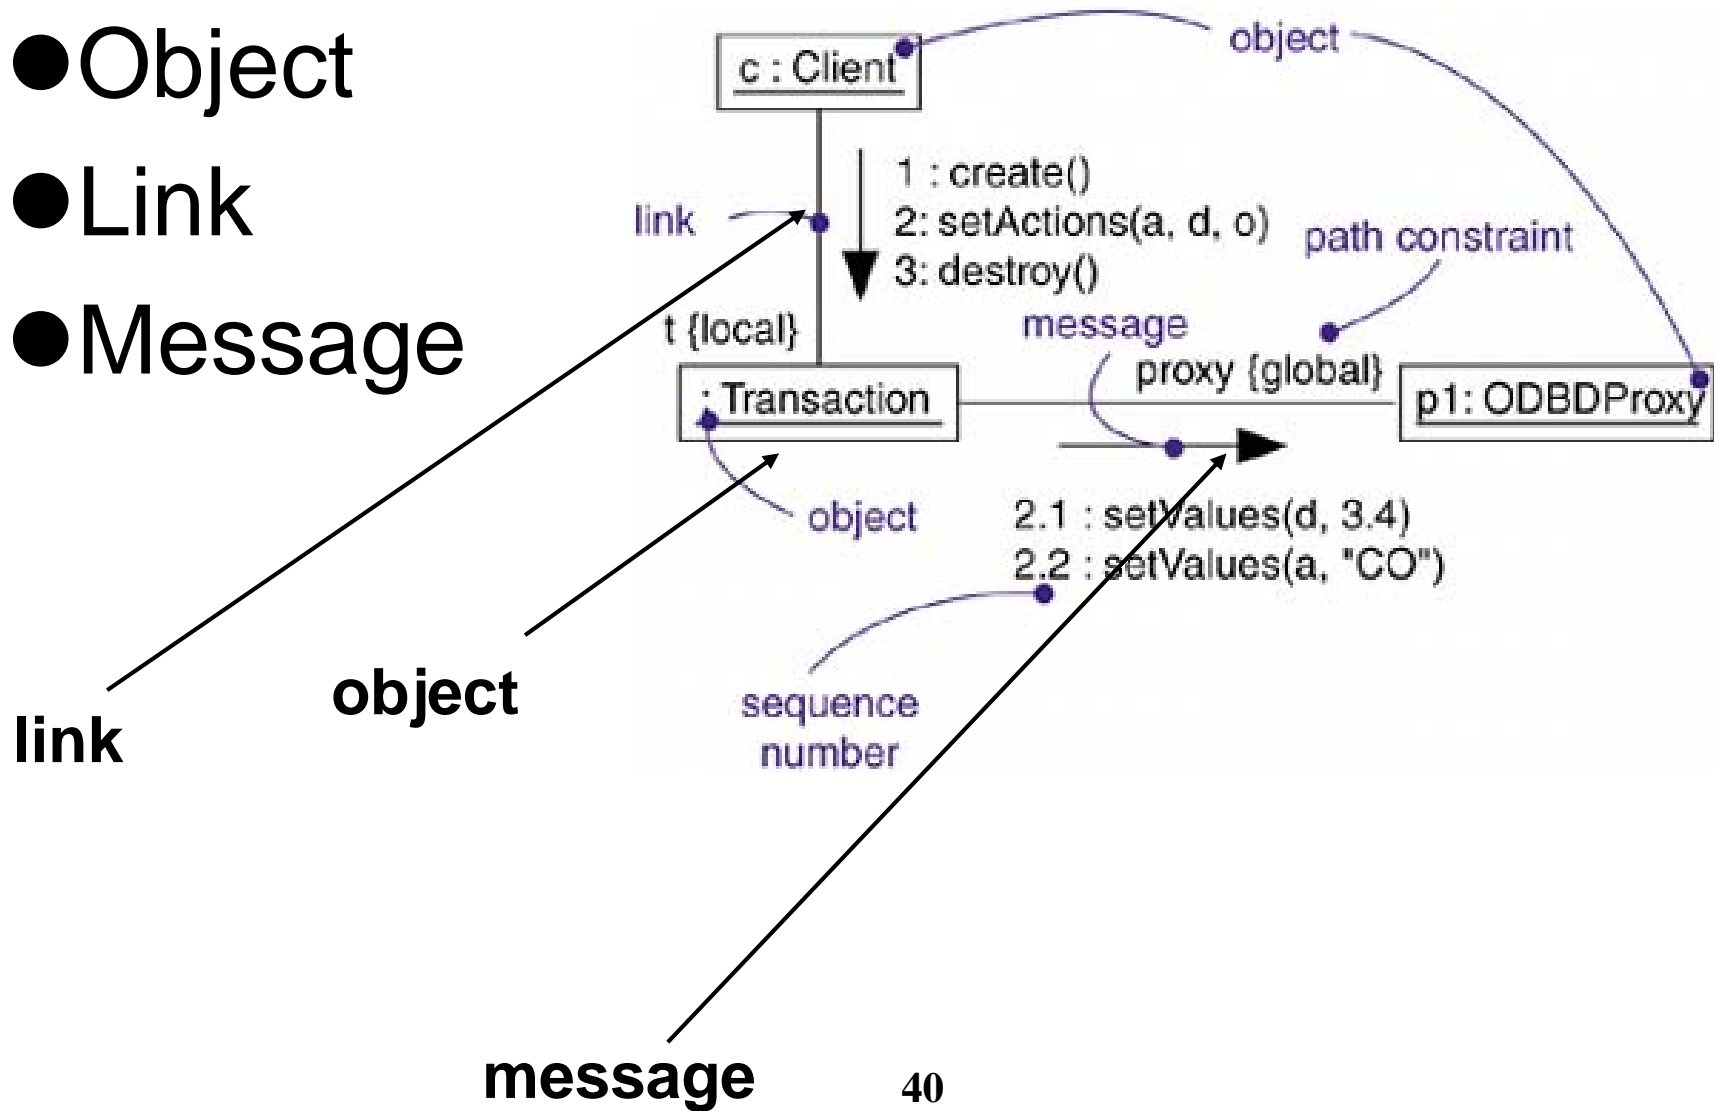 ●Object
●Link
●Message
object
c : Client
1 : create()
2: setActions(a, d, o)
3: destroy()
link
path constraint
t {local}
message
proxy {global}
: Transaction
p1: ODBDProxy
object
2.1 : setValues(d, 3.4)
2.2 : setValues(a, "CO")
sequence
number
link
object
message
40